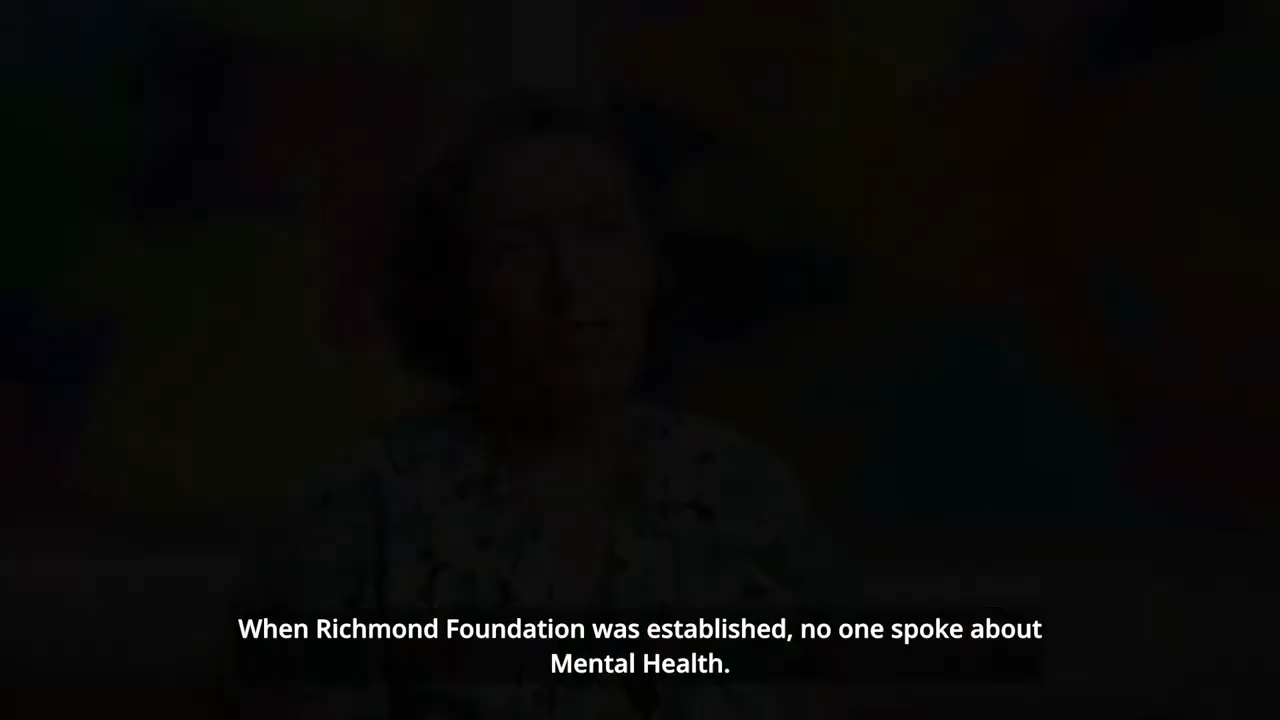 When Richmond Foundation was established, no one spoke about
Mental Health.